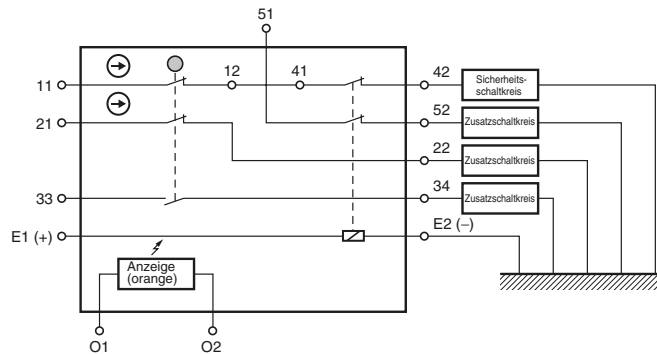 51
12
41
42
11
Sicherheits-
schaltkreis
52
21
Zusatzschaltkreis
22
Zusatzschaltkreis
33
34
Zusatzschaltkreis
E1 (+)
E2 (–)
Anzeige
(orange)
O1
O2